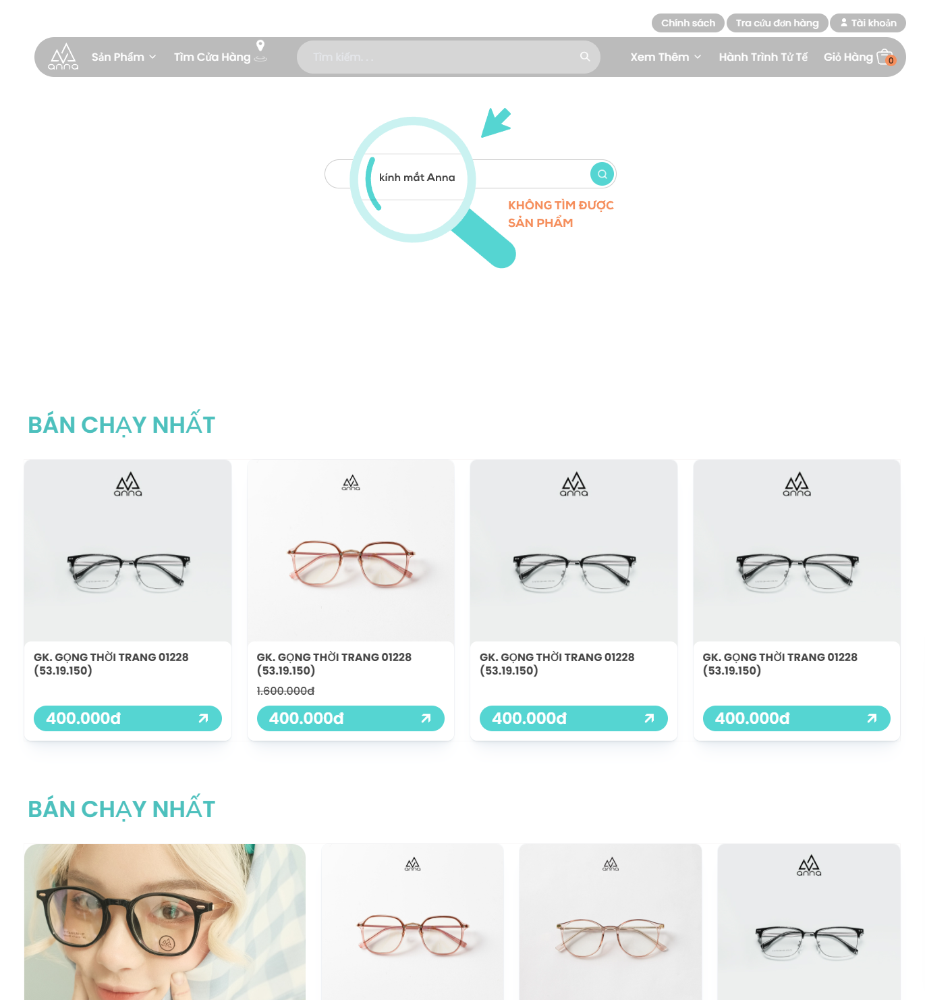 Chính sách
Tra cứu đơn hàng
Tài khoản
anna
Sản Phẩm
Tìm Cửa Hàng
Tìm kiếm. . .
Xem Thêm
Hành Trình Tử Tế
Giỏ Hàng
0
kính mắt Anna
KHÔNG TÌM ĐƯỢC
SẢN PHẨM
BÁN CHẠY NHẤT
anna
anna
anna
anna
GK. GỌNG THỜI TRANG 01228
(53.19.150)
400.000đ
GK. GỌNG THỜI TRANG 01228
(53.19.150)
1.600.000đ
400.000đ
GK. GỌNG THỜI TRANG 01228
(53.19.150)
400.000đ
GK. GỌNG THỜI TRANG 01228
(53.19.150)
400.000đ
BÁN CHẠY NHẤT
anna
anna
anna
anna